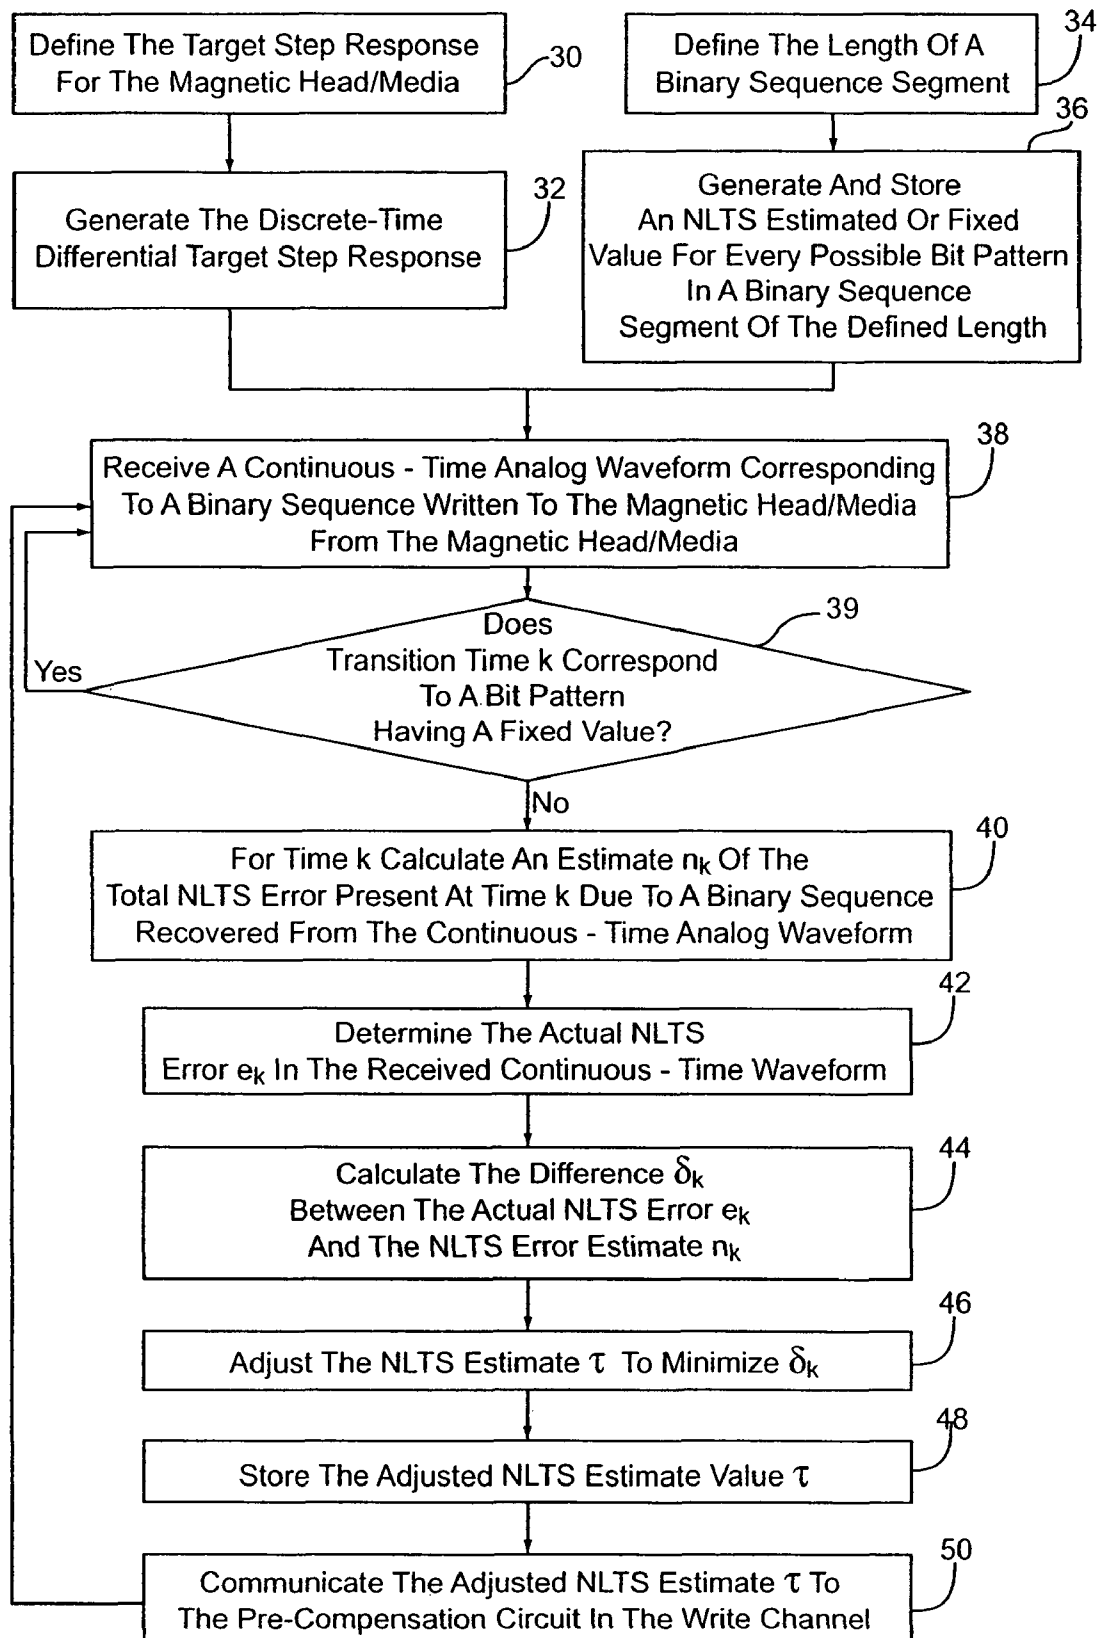 Define The Target Step Response
For The Magnetic Head/Media
30
Generate The Discrete-Time
Differential Target Step Response
32
Define The Length Of A
Binary Sequence Segment
34
Generate And Store
An NLTS Estimated Or Fixed
Value For Every Possible Bit Pattern
In A Binary Sequence
Segment Of The Defined Length
36
Receive A Continuous - Time Analog Waveform Corresponding
To A Binary Sequence Written To The Magnetic Head/Media
From The Magnetic Head/Media
38
Does
Transition Time k Correspond
To A Bit Pattern
Having A Fixed Value?
39
Yes
No
For Time k Calculate An Estimate nk Of The
Total NLTS Error Present At Time k Due To A Binary Sequence
Recovered From The Continuous - Time Analog Waveform
40
Determine The Actual NLTS
Error ek In The Received Continuous - Time Waveform
42
Calculate The Difference δk
Between The Actual NLTS Error ek
And The NLTS Error Estimate nk
44
Adjust The NLTS Estimate τ To Minimize δk
46
Store The Adjusted NLTS Estimate Value τ
48
Communicate The Adjusted NLTS Estimate τ To
The Pre-Compensation Circuit In The Write Channel
50